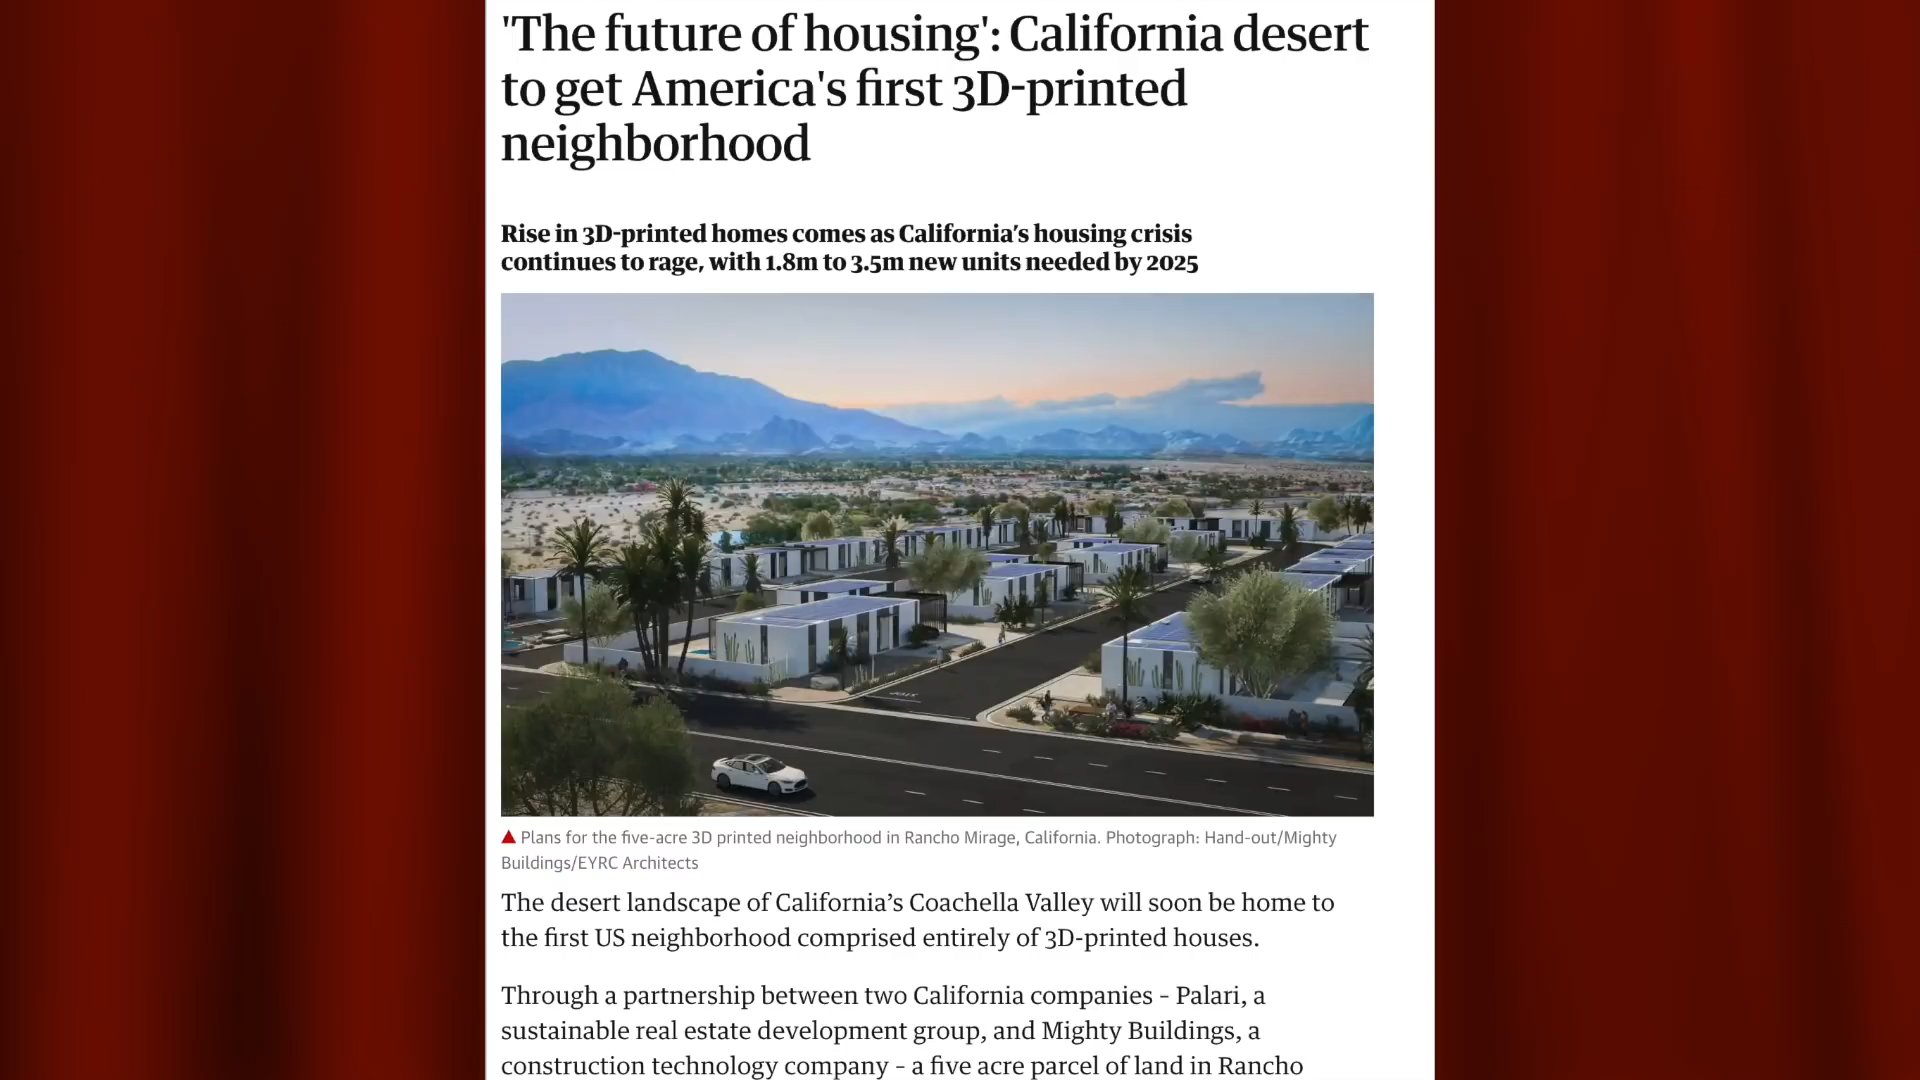 'The future of housing': California desert
to get America's first 3D-printed
neighborhood
Rise in 3D-printed homes comes as California’s housing crisis
continues to rage, with 1.8m to 3.5m new units needed by 2025
▲ Plans for the five-acre 3D printed neighborhood in Rancho Mirage, California. Photograph: Hand-out/Mighty
Buildings/EYRC Architects
The desert landscape of California’s Coachella Valley will soon be home to
the first US neighborhood comprised entirely of 3D-printed houses.
Through a partnership between two California companies – Palari, a
sustainable real estate development group, and Mighty Buildings, a
construction technology company – a five acre parcel of land in Rancho